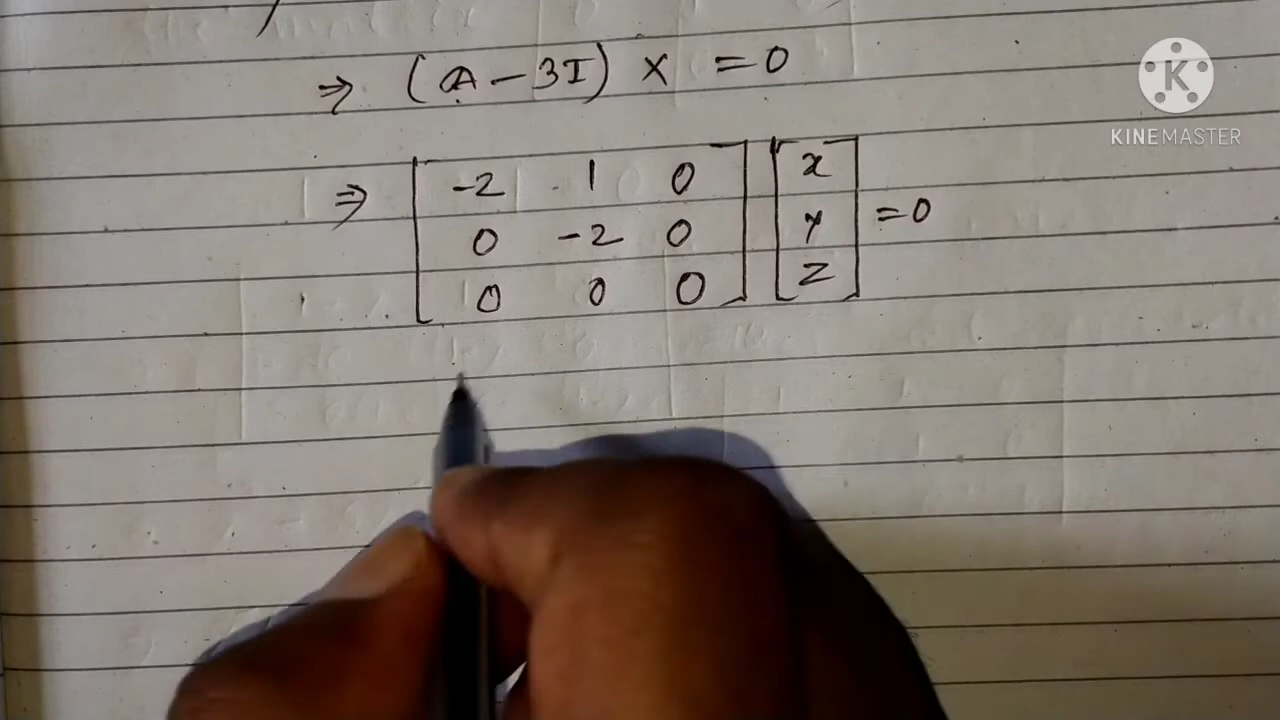 ⇒ (A - 3I) X = 0
K
KINEMASTER
⇒ [ -2 1 0 ] [ x ]
[ 0 -2 0 ] [ y ] = 0
[ 0 0 0 ] [ z ]